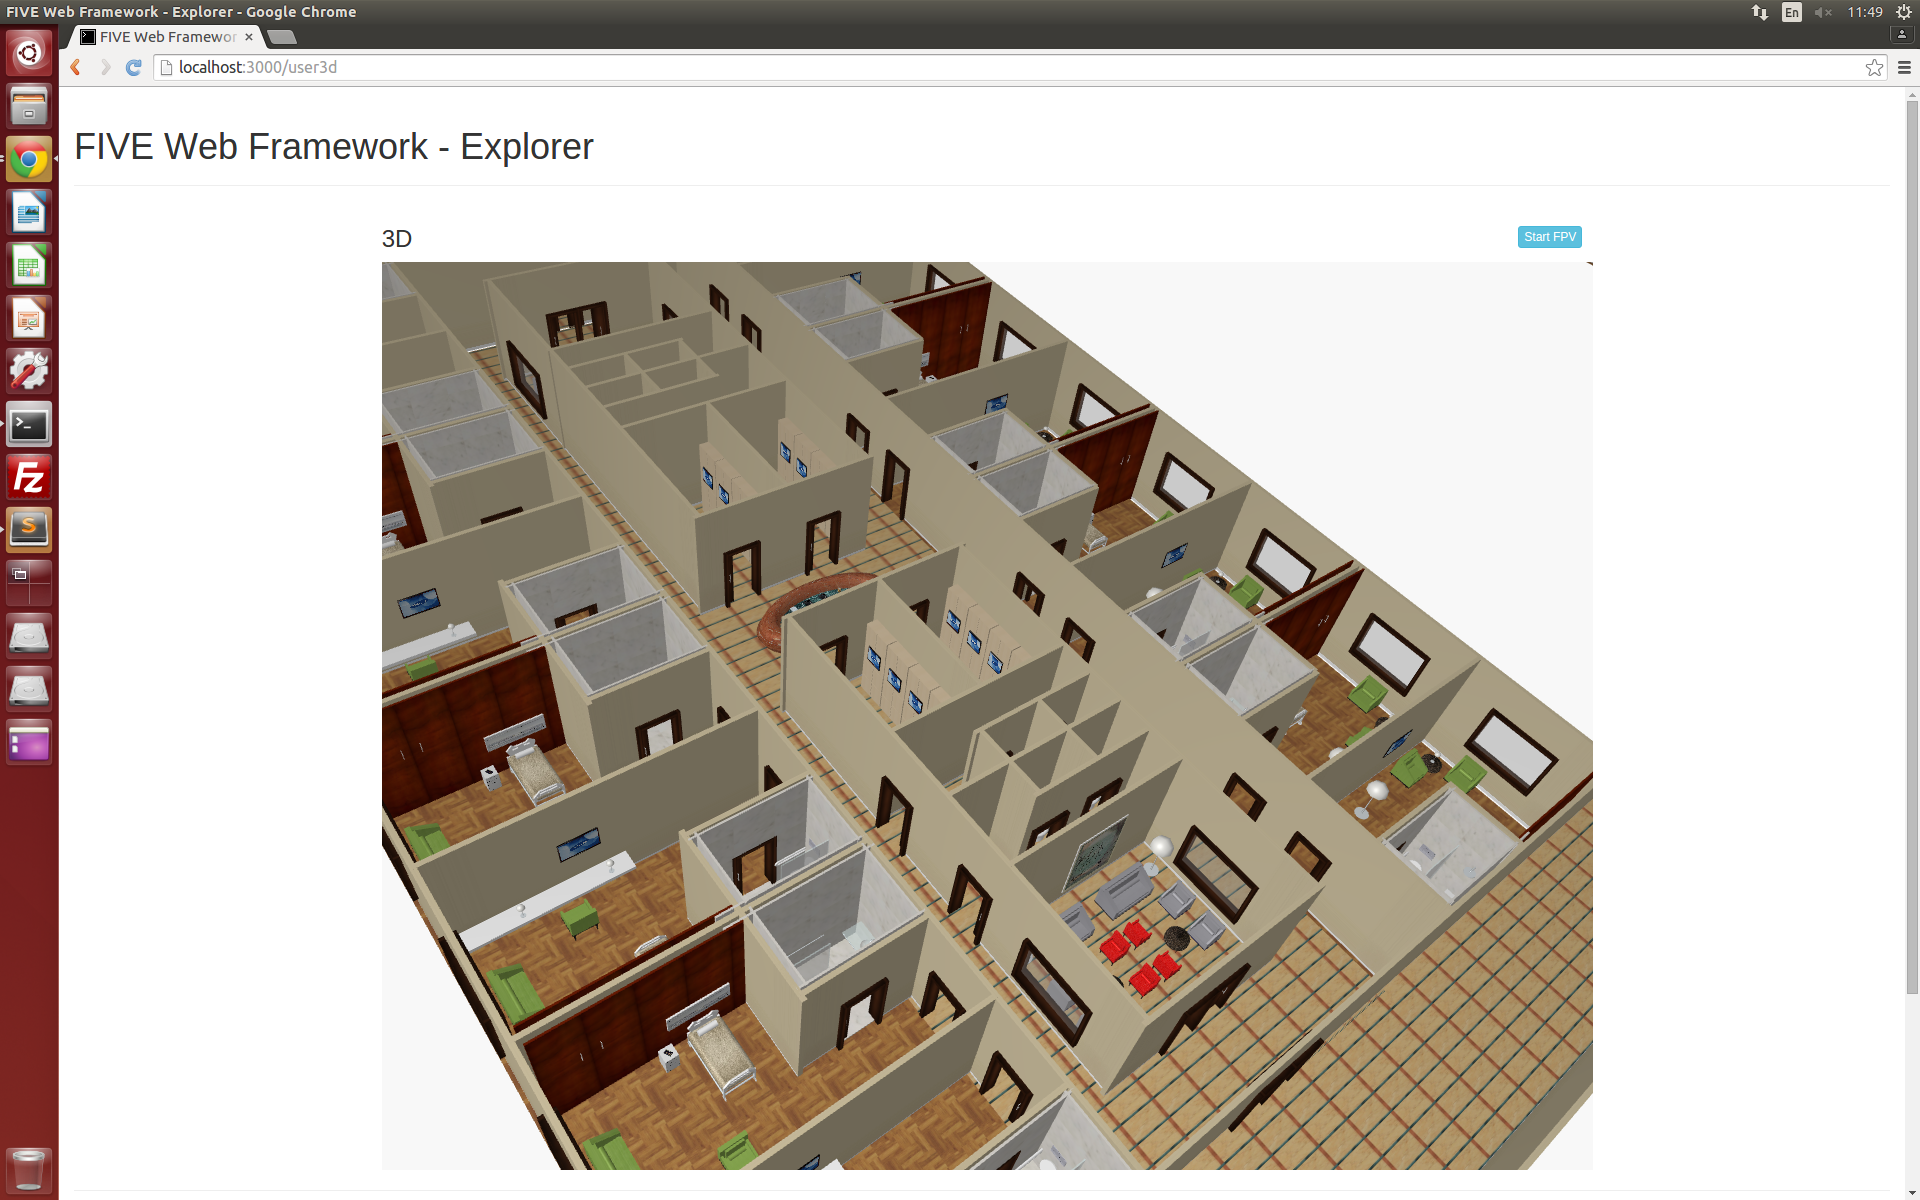 FIVE Web Framework - Explorer - Google Chrome
En
11:49
FIVE Web Framewor
localhost:3000/user3d
FIVE Web Framework - Explorer
3D
Start FPV